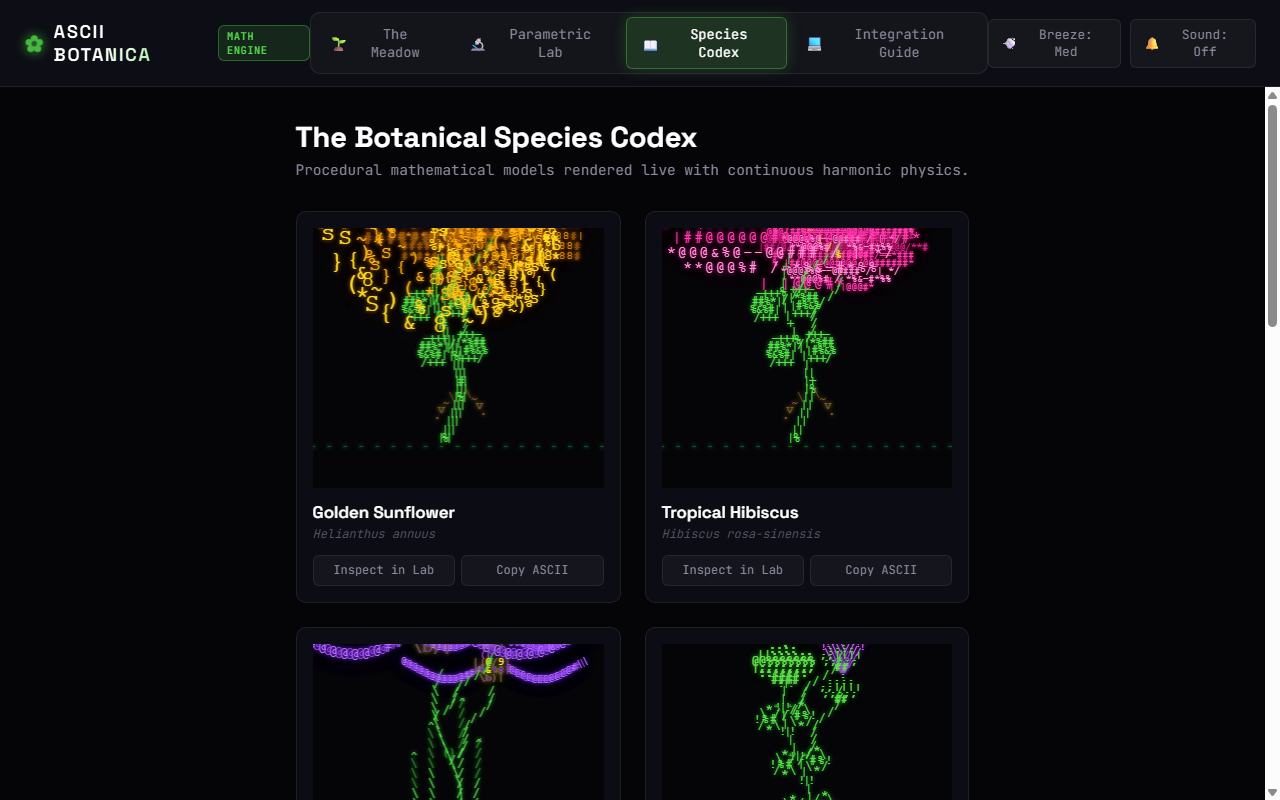 ASCII
BOTANICA
MATH
ENGINE
The
Meadow
Parametric
Lab
Species
Codex
Integration
Guide
Breeze:
Med
Sound:
Off
The Botanical Species Codex
Procedural mathematical models rendered live with continuous harmonic physics.
Golden Sunflower
Helianthus annuus
Inspect in Lab
Copy ASCII
Tropical Hibiscus
Hibiscus rosa-sinensis
Inspect in Lab
Copy ASCII